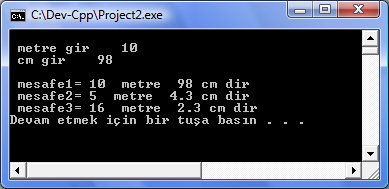 C:\Dev-Cpp\Project2.exe
metre gir 10
cm gir 98
mesafe1= 10 metre 98 cm dir
mesafe2= 5 metre 4.3 cm dir
mesafe3= 16 metre 2.3 cm dir
Devam etmek için bir tuşa basın . . .